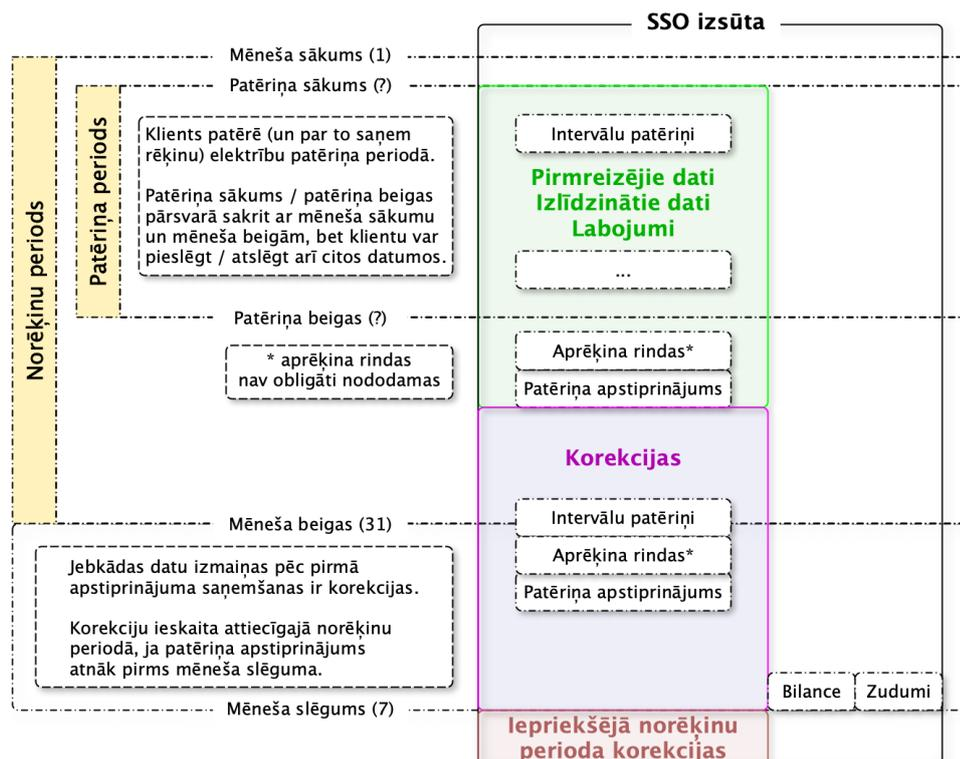 SSO izsūta
Mēneša sākums (1)
Patēriņa sākums (?)
Norēķinu periods
Patēriņa periods
Klients patērē (un par to saņem
rēķinu) elektrību patēriņa periodā.
Patēriņa sākums / patēriņa beigas
pārsvarā sakrit ar mēneša sākumu
un mēneša beigām, bet klientu var
pieslēgt / atslēgt arī citos datumos.
Intervālu patēriņi
Pirmreizējie dati
Izlīdzinātie dati
Labojumi
...
Patēriņa beigas (?)
* aprēķina rindas
nav obligāti nododamas
Aprēķina rindas*
Patēriņa apstiprinājums
Korekcijas
Mēneša beigas (31)
Intervālu patēriņi
Aprēķina rindas*
Patēriņa apstiprinājums
Jebkādas datu izmaiņas pēc pirmā
apstiprinājuma saņemšanas ir korekcijas.
Korekciju ieskaita attiecīgajā norēķinu
periodā, ja patēriņa apstiprinājums
atnāk pirms mēneša slēguma.
Bilance
Zudumi
Mēneša slēgums (7)
Iepriekšējā norēķinu
perioda korekcijas